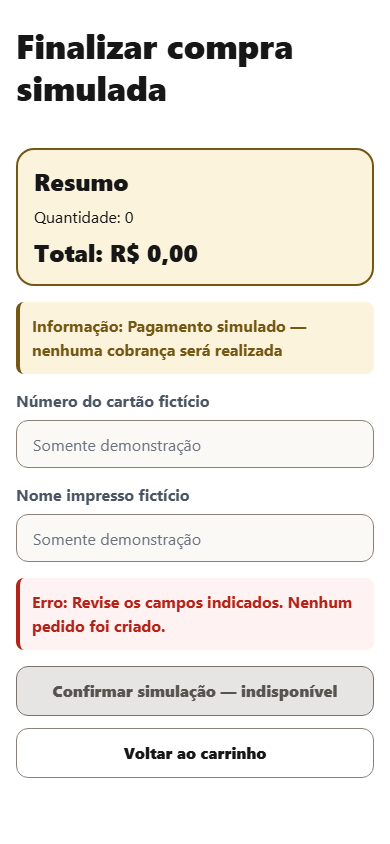 Finalizar compra
simulada
Resumo
Quantidade: 0
Total: R$ 0,00
Informação: Pagamento simulado —
nenhuma cobrança será realizada
Número do cartão fictício
Somente demonstração
Nome impresso fictício
Somente demonstração
Erro: Revise os campos indicados. Nenhum
pedido foi criado.
Confirmar simulação — indisponível
Voltar ao carrinho